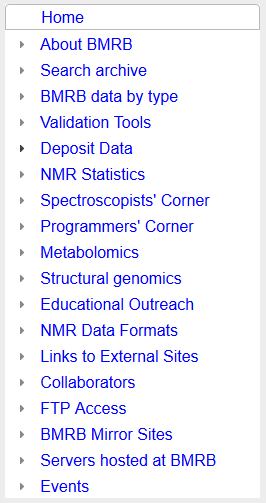 Home
About BMRB
Search archive
BMRB data by type
Validation Tools
Deposit Data
NMR Statistics
Spectroscopists' Corner
Programmers' Corner
Metabolomics
Structural genomics
Educational Outreach
NMR Data Formats
Links to External Sites
Collaborators
FTP Access
BMRB Mirror Sites
Servers hosted at BMRB
Events